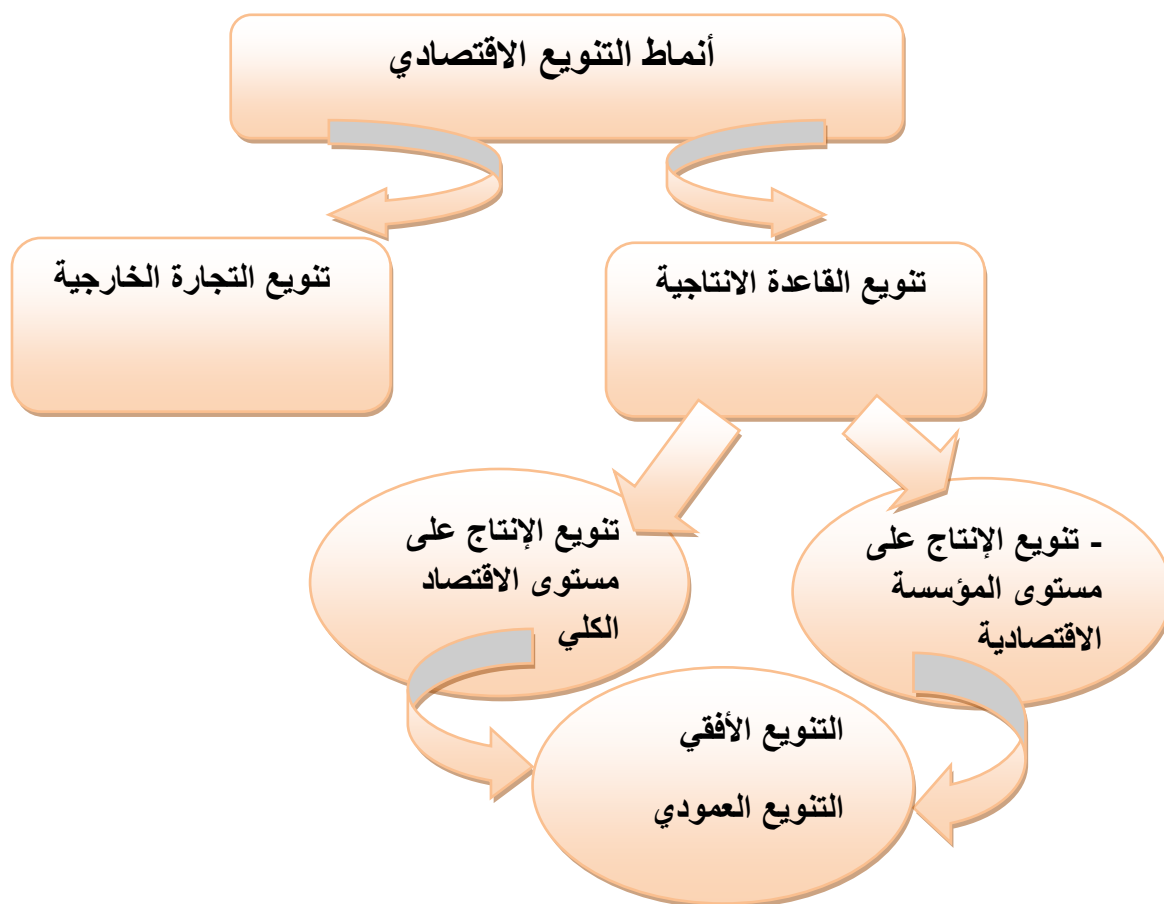 أنماط التنويع الاقتصادي
تنويع القاعدة الانتاجية
تنويع التجارة الخارجية
- تنويع الإنتاج على
مستوى المؤسسة
الاقتصادية
تنويع الإنتاج على
مستوى الاقتصاد
الكلي
التنويع الأفقي
التنويع العمودي